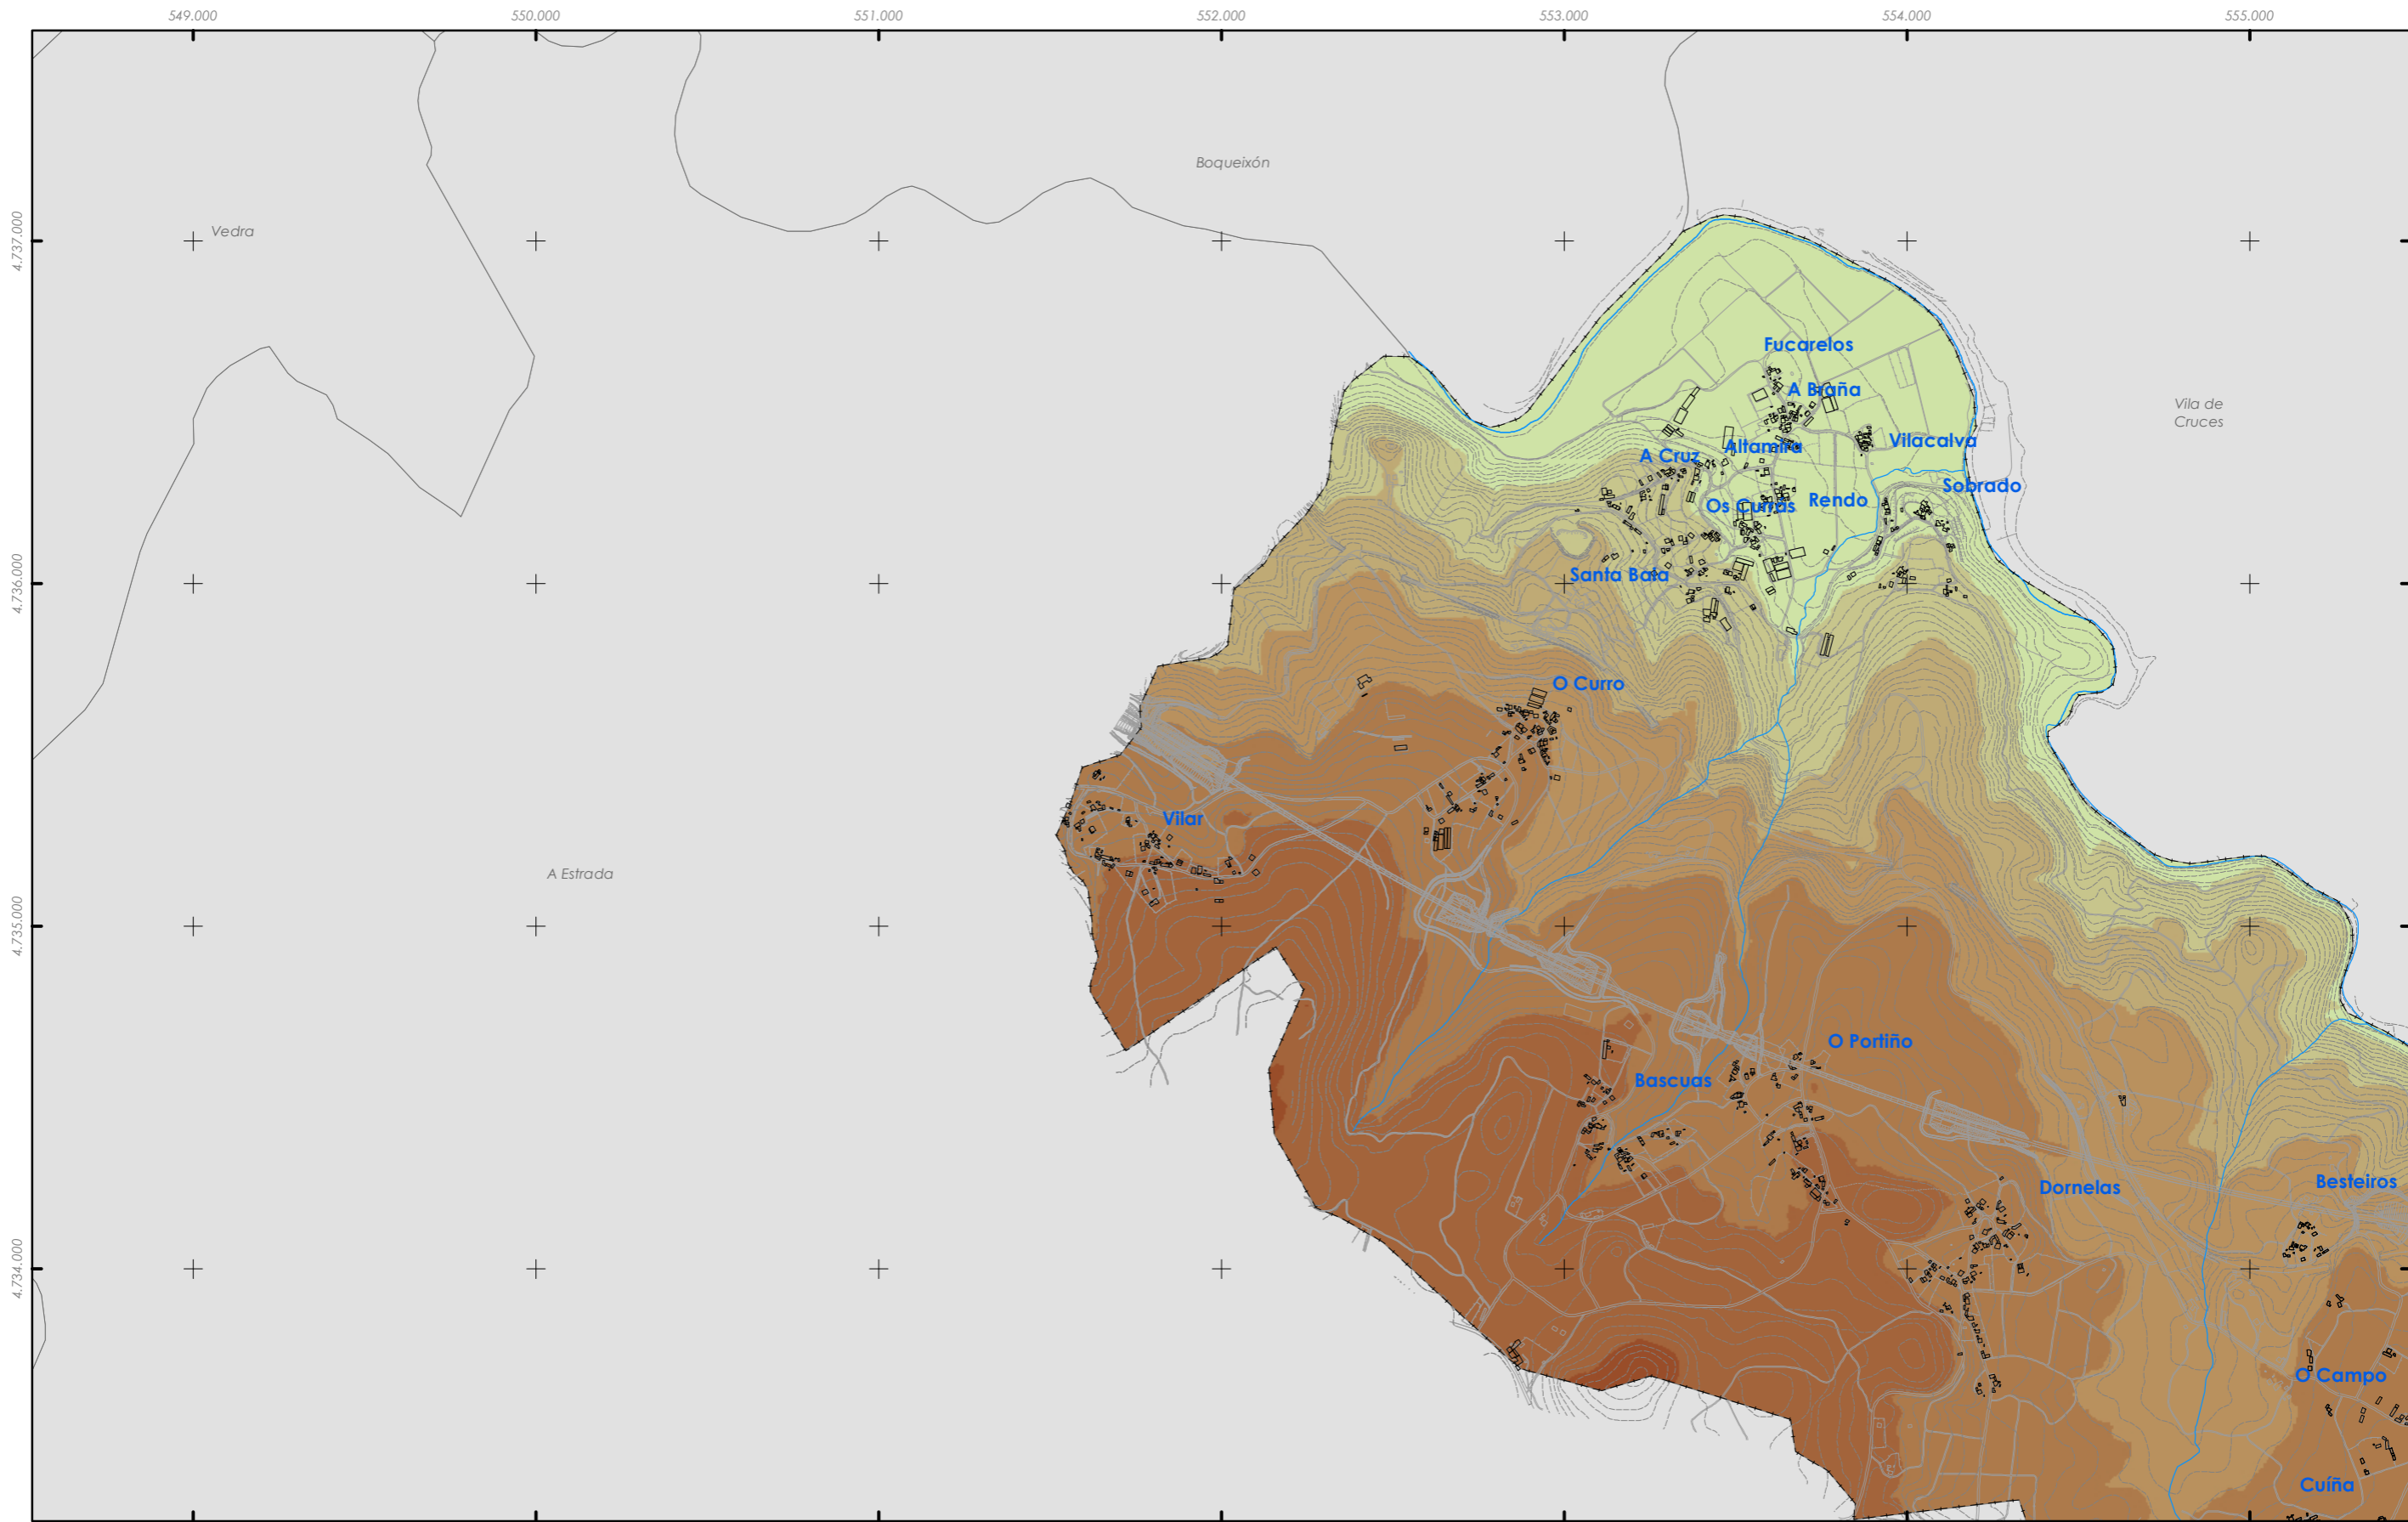 549.000 550.000 551.000 552.000 553.000 554.000 555.000
Boqueixón
4.737.000
Vedra
Fucarelos
A Braña
Vila de
Cruces
Vilacalva
Altamira
A Cruz
Sobrado
Rendo
Os Currás
Santa Baia
4.736.000
O Curro
Vilar
A Estrada
4.735.000
O Portiño
Bascuas
Besteiros
Dornelas
4.734.000
O Campo
Cuíña